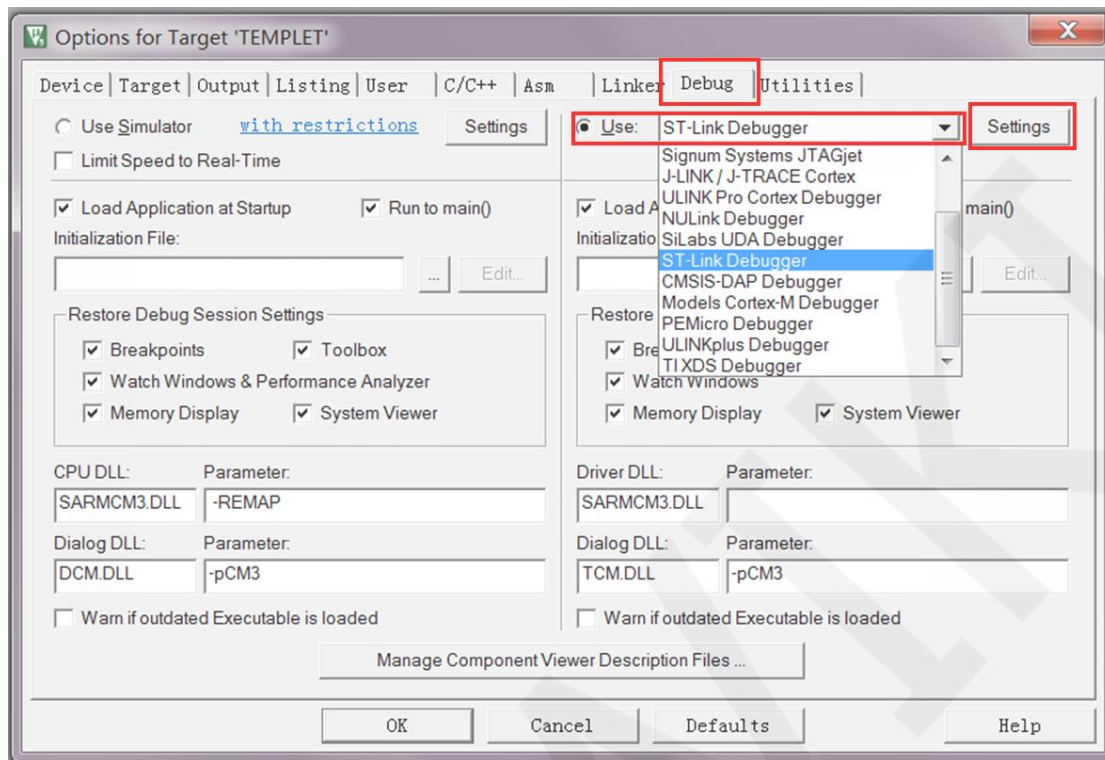 Options for Target 'TEMPLET'
Device Target Output Listing User C/C++ Asm Linker Debug Utilities
Use Simulator with restrictions Settings
Limit Speed to Real-Time
Load Application at Startup Run to main()
Initialization File:
... Edit...
Restore Debug Session Settings
Breakpoints Toolbox
Watch Windows & Performance Analyzer
Memory Display System Viewer
CPU DLL: Parameter:
SARMCM3.DLL -REMAP
Dialog DLL: Parameter:
DCM.DLL -pCM3
Warn if outdated Executable is loaded
Use: ST-Link Debugger Settings
Signum Systems JTAGjet
J-LINK / J-TRACE Cortex
ULINK Pro Cortex Debugger
NULink Debugger
SiLabs UDA Debugger
ST-Link Debugger
CMSIS-DAP Debugger
Models Cortex-M Debugger
PEMicro Debugger
ULINKplus Debugger
TI XDS Debugger
Load A main()
Initializatio
Edit...
Restore
Bre
Watch Windows
Memory Display System Viewer
Driver DLL: Parameter:
SARMCM3.DLL
Dialog DLL: Parameter:
TCM.DLL -pCM3
Warn if outdated Executable is loaded
Manage Component Viewer Description Files ...
OK Cancel Defaults Help